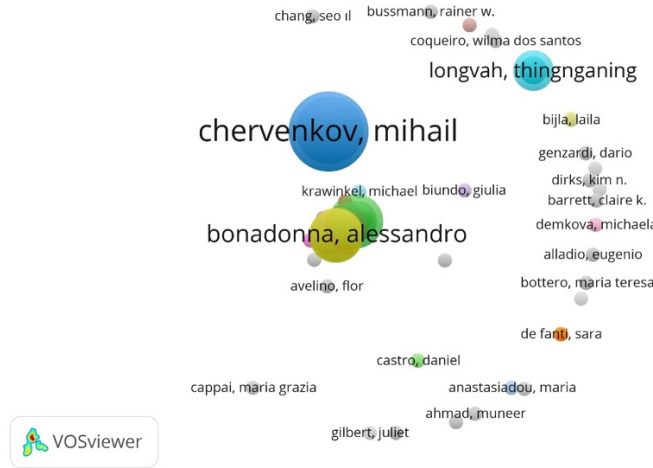 chang, seo il
bussmann, rainer w.
coqueiro, wilma dos santos
longvah, thingnganing
chervenkov, mihail
bijla, laila
genzardi, dario
dirks, kim n.
krawinkel, michael
biundo, giulia
barrett, claire k.
demkova, michaela
bonadonna, alessandro
alladio, eugenio
avelino, flor
bottero, maria teresa
de fanti, sara
castro, daniel
cappai, maria grazia
anastasiadou, maria
ahmad, muneer
gilbert, juliet
VOSviewer